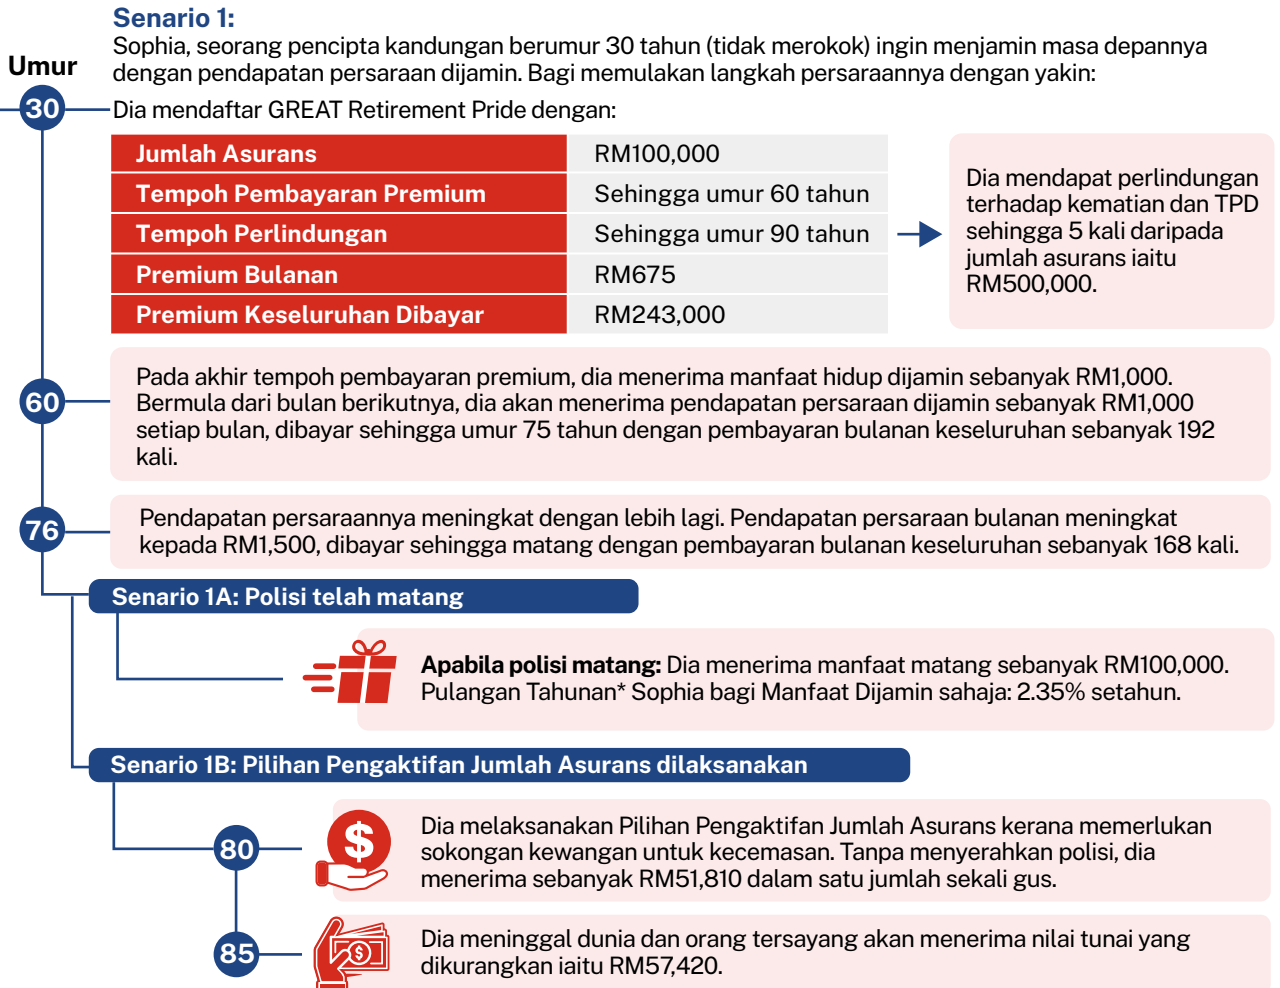 Senario 1:
Sophia, seorang pencipta kandungan berumur 30 tahun (tidak merokok) ingin menjamin masa depannya
dengan pendapatan persaraan dijamin. Bagi memulakan langkah persaraannya dengan yakin:
Umur
30
Dia mendaftar GREAT Retirement Pride dengan:
Jumlah Asurans RM100,000
Tempoh Pembayaran Premium Sehingga umur 60 tahun
Tempoh Perlindungan Sehingga umur 90 tahun
Premium Bulanan RM675
Premium Keseluruhan Dibayar RM243,000
Dia mendapat perlindungan
terhadap kematian dan TPD
sehingga 5 kali daripada
jumlah asurans iaitu
RM500,000.
60
Pada akhir tempoh pembayaran premium, dia menerima manfaat hidup dijamin sebanyak RM1,000.
Bermula dari bulan berikutnya, dia akan menerima pendapatan persaraan dijamin sebanyak RM1,000
setiap bulan, dibayar sehingga umur 75 tahun dengan pembayaran bulanan keseluruhan sebanyak 192
kali.
76
Pendapatan persaraannya meningkat dengan lebih lagi. Pendapatan persaraan bulanan meningkat
kepada RM1,500, dibayar sehingga matang dengan pembayaran bulanan keseluruhan sebanyak 168 kali.
Senario 1A: Polisi telah matang
Apabila polisi matang: Dia menerima manfaat matang sebanyak RM100,000.
Pulangan Tahunan* Sophia bagi Manfaat Dijamin sahaja: 2.35% setahun.
Senario 1B: Pilihan Pengaktifan Jumlah Asurans dilaksanakan
80
$
Dia melaksanakan Pilihan Pengaktifan Jumlah Asurans kerana memerlukan
sokongan kewangan untuk kecemasan. Tanpa menyerahkan polisi, dia
menerima sebanyak RM51,810 dalam satu jumlah sekali gus.
85
$
Dia meninggal dunia dan orang tersayang akan menerima nilai tunai yang
dikurangkan iaitu RM57,420.